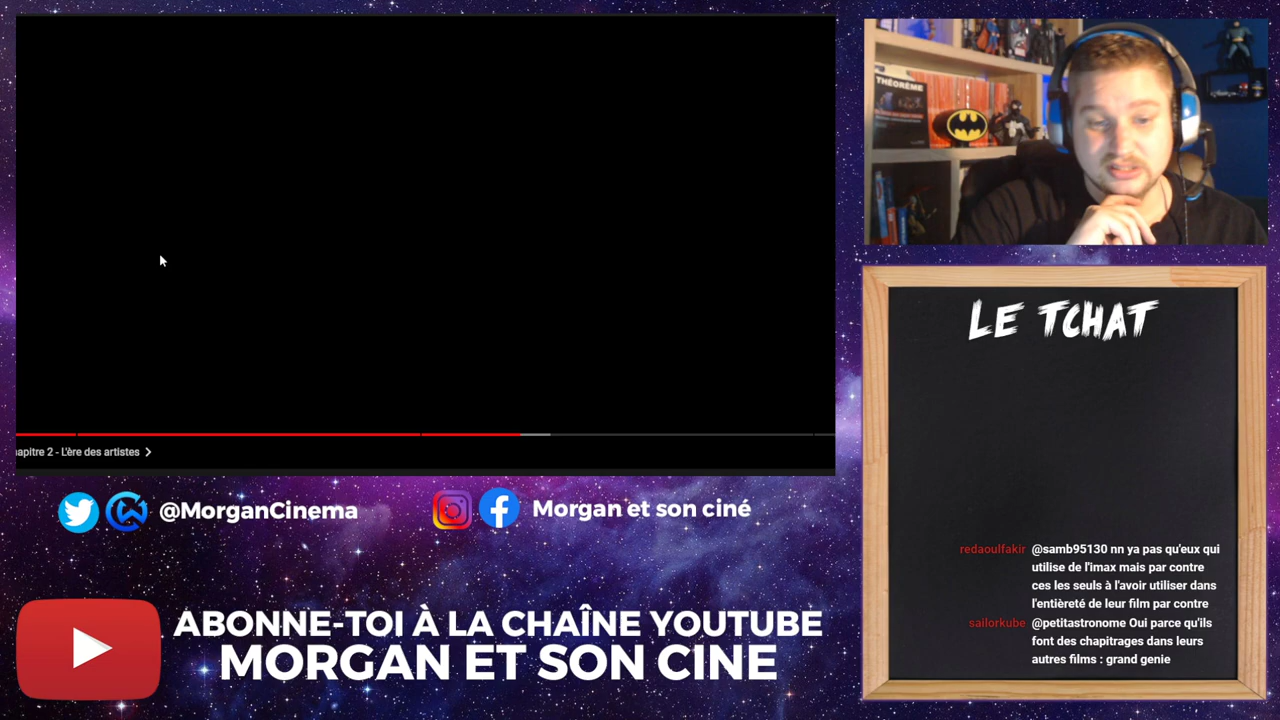 THÉORÈME
apitre 2 - L'ère des artistes
@MorganCinema
Morgan et son ciné
ABONNE-TOI À LA CHAÎNE YOUTUBE
MORGAN ET SON CINE
LE TCHAT
redaoulfakir @samb95130 nn ya pas qu'eux qui
utilise de l'imax mais par contre
ces les seuls à l'avoir utiliser dans
l'entièreté de leur film par contre
sailorkube @petitastronome Oui parce qu'ils
font des chapitrages dans leurs
autres films : grand genie